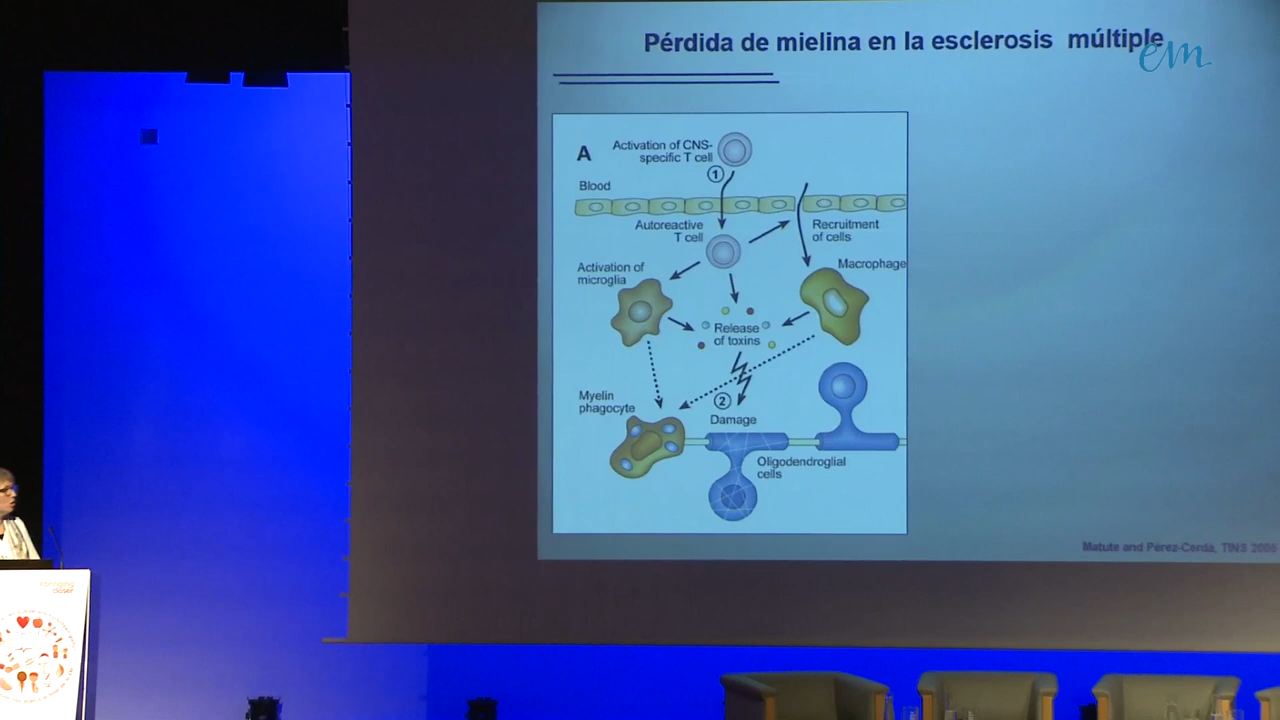 Pérdida de mielina en la esclerosis múltiple
em
A
Activation of CNS-
specific T cell
1
Blood
Autoreactive
T cell
Recruitment
of cells
Activation of
microglia
Macrophage
Release
of toxins
Myelin
phagocyte
2
Damage
Oligodendroglial
cells
Matute and Pérez-Cerdá, TINS
closer